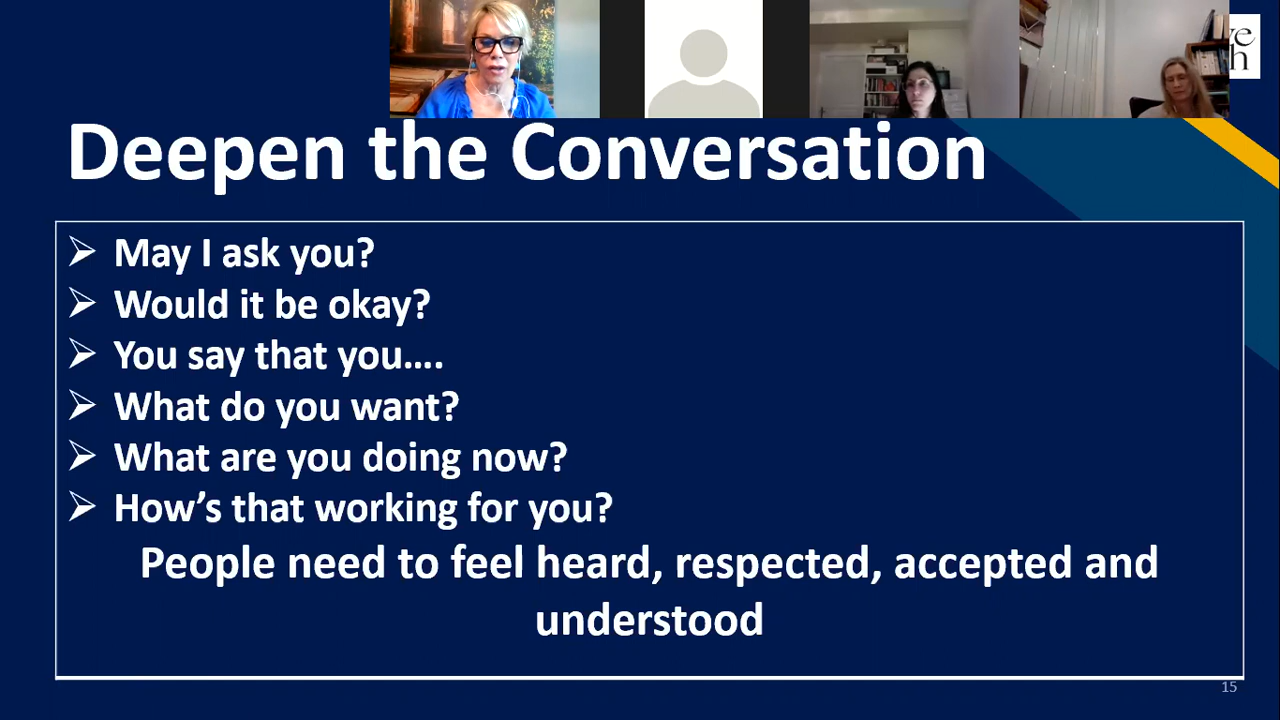 Deepen the Conversation
➢ May I ask you?
➢ Would it be okay?
➢ You say that you....
➢ What do you want?
➢ What are you doing now?
➢ How’s that working for you?
People need to feel heard, respected, accepted and
understood
15